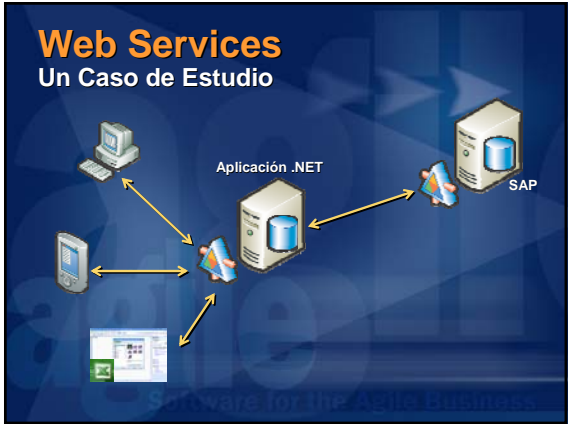 Web Services
Un Caso de Estudio
Aplicación .NET
SAP
Software for the Agile Business